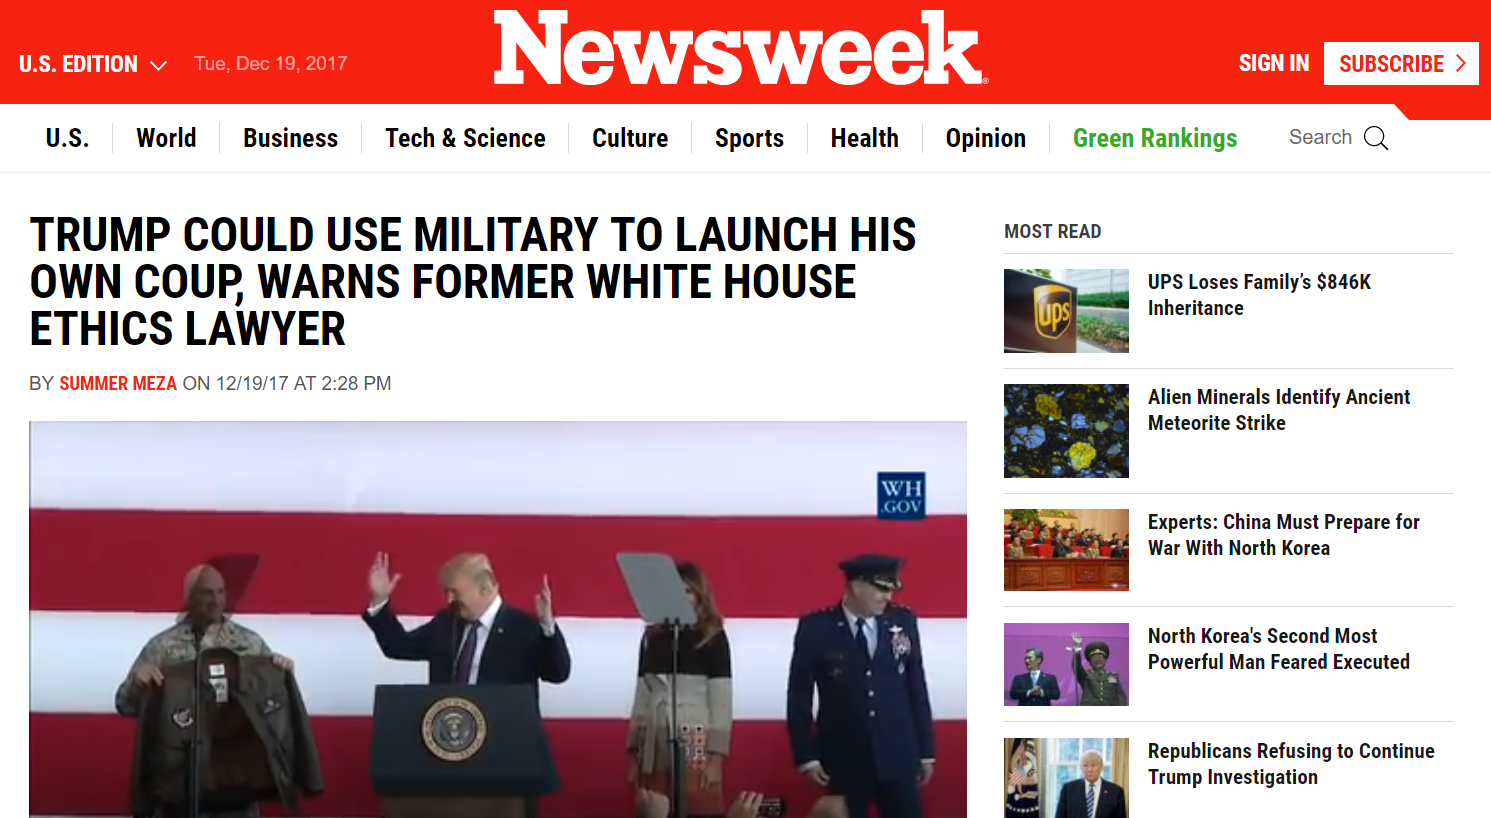 Newsweek
U.S. EDITION
Tue, Dec 19, 2017
SIGN IN
SUBSCRIBE
U.S.
World
Business
Tech & Science
Culture
Sports
Health
Opinion
Green Rankings
Search
TRUMP COULD USE MILITARY TO LAUNCH HIS
OWN COUP, WARNS FORMER WHITE HOUSE
ETHICS LAWYER
BY SUMMER MEZA ON 12/19/17 AT 2:28 PM
WH
.GOV
MOST READ
ups
UPS Loses Family’s $846K
Inheritance
Alien Minerals Identify Ancient
Meteorite Strike
Experts: China Must Prepare for
War With North Korea
North Korea's Second Most
Powerful Man Feared Executed
Republicans Refusing to Continue
Trump Investigation